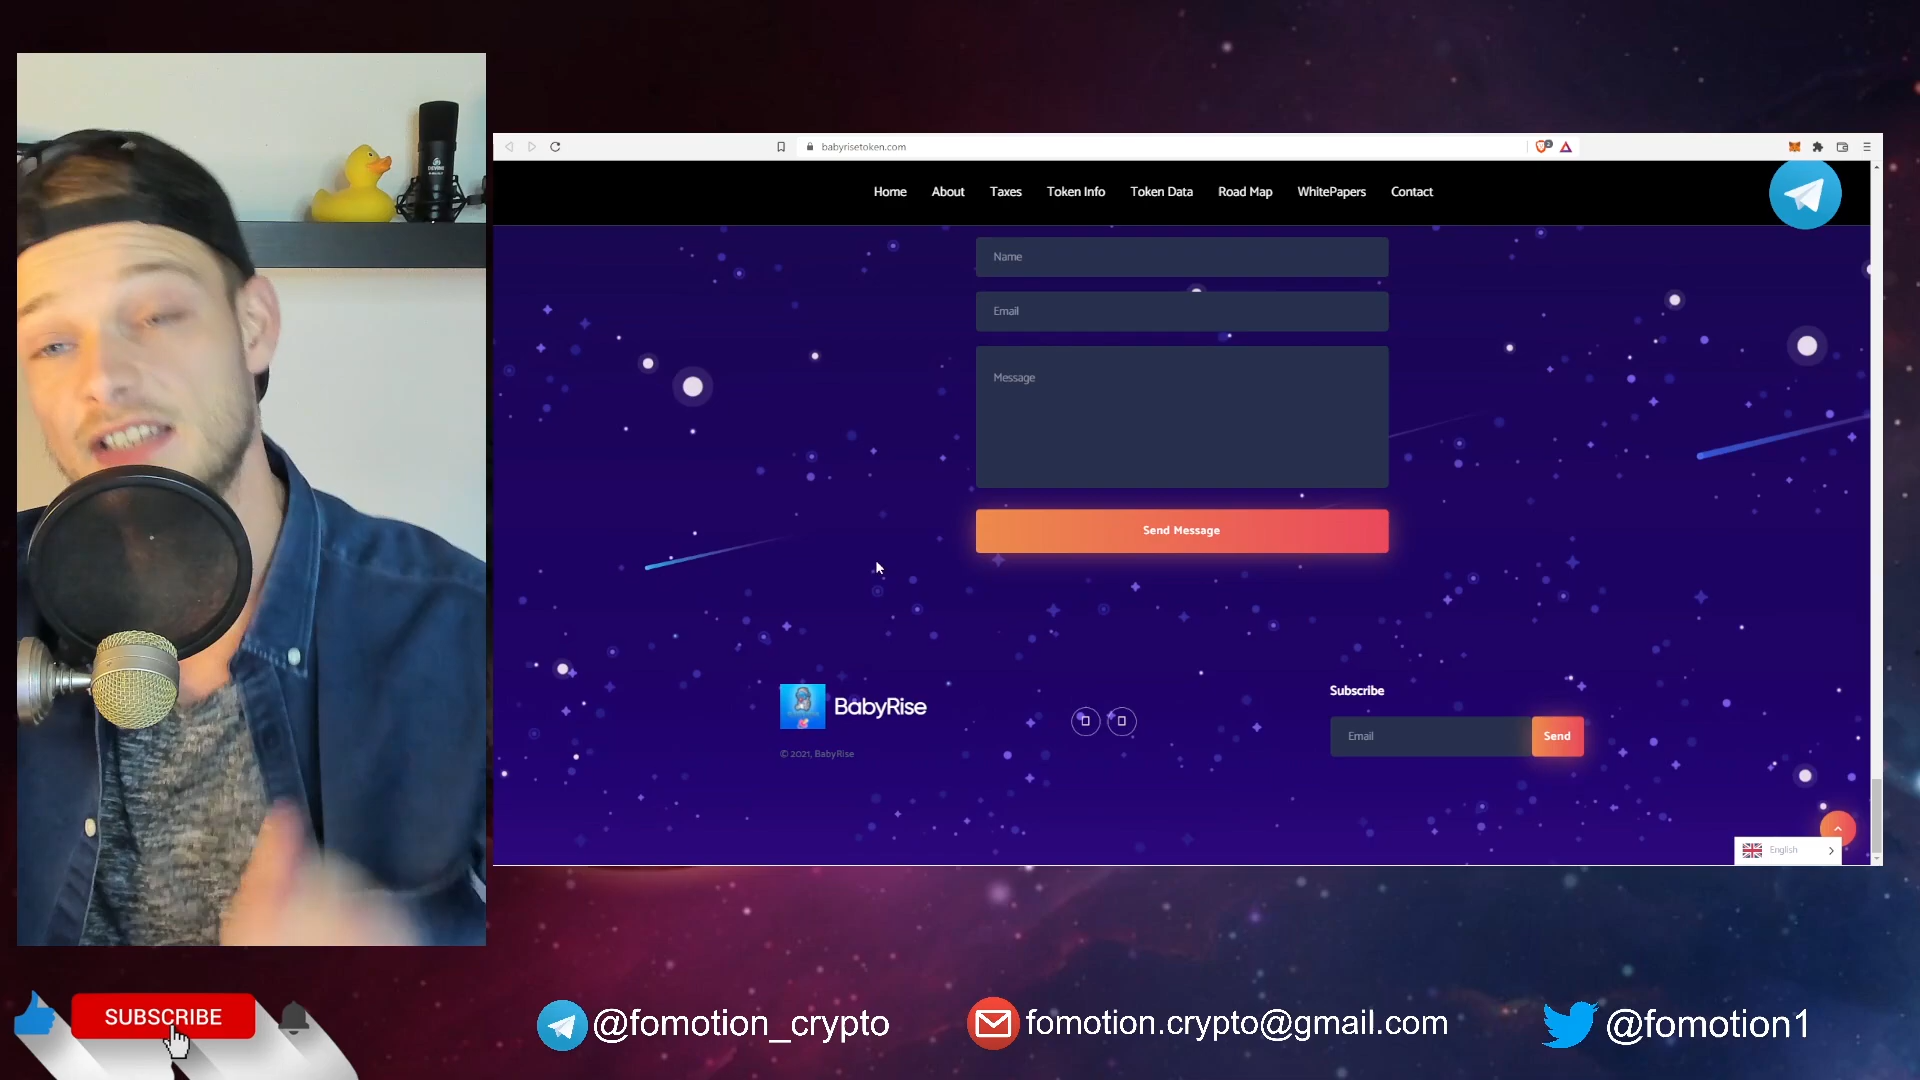 babyrisetoken.com
Home About Taxes Token Info Token Data Road Map WhitePapers Contact
Name
Email
Message
Send Message
BabyRise
© 2021, BabyRise
Subscribe
Email Send
English
SUBSCRIBE
@fomotion_crypto
fomotion.crypto@gmail.com
@fomotion1